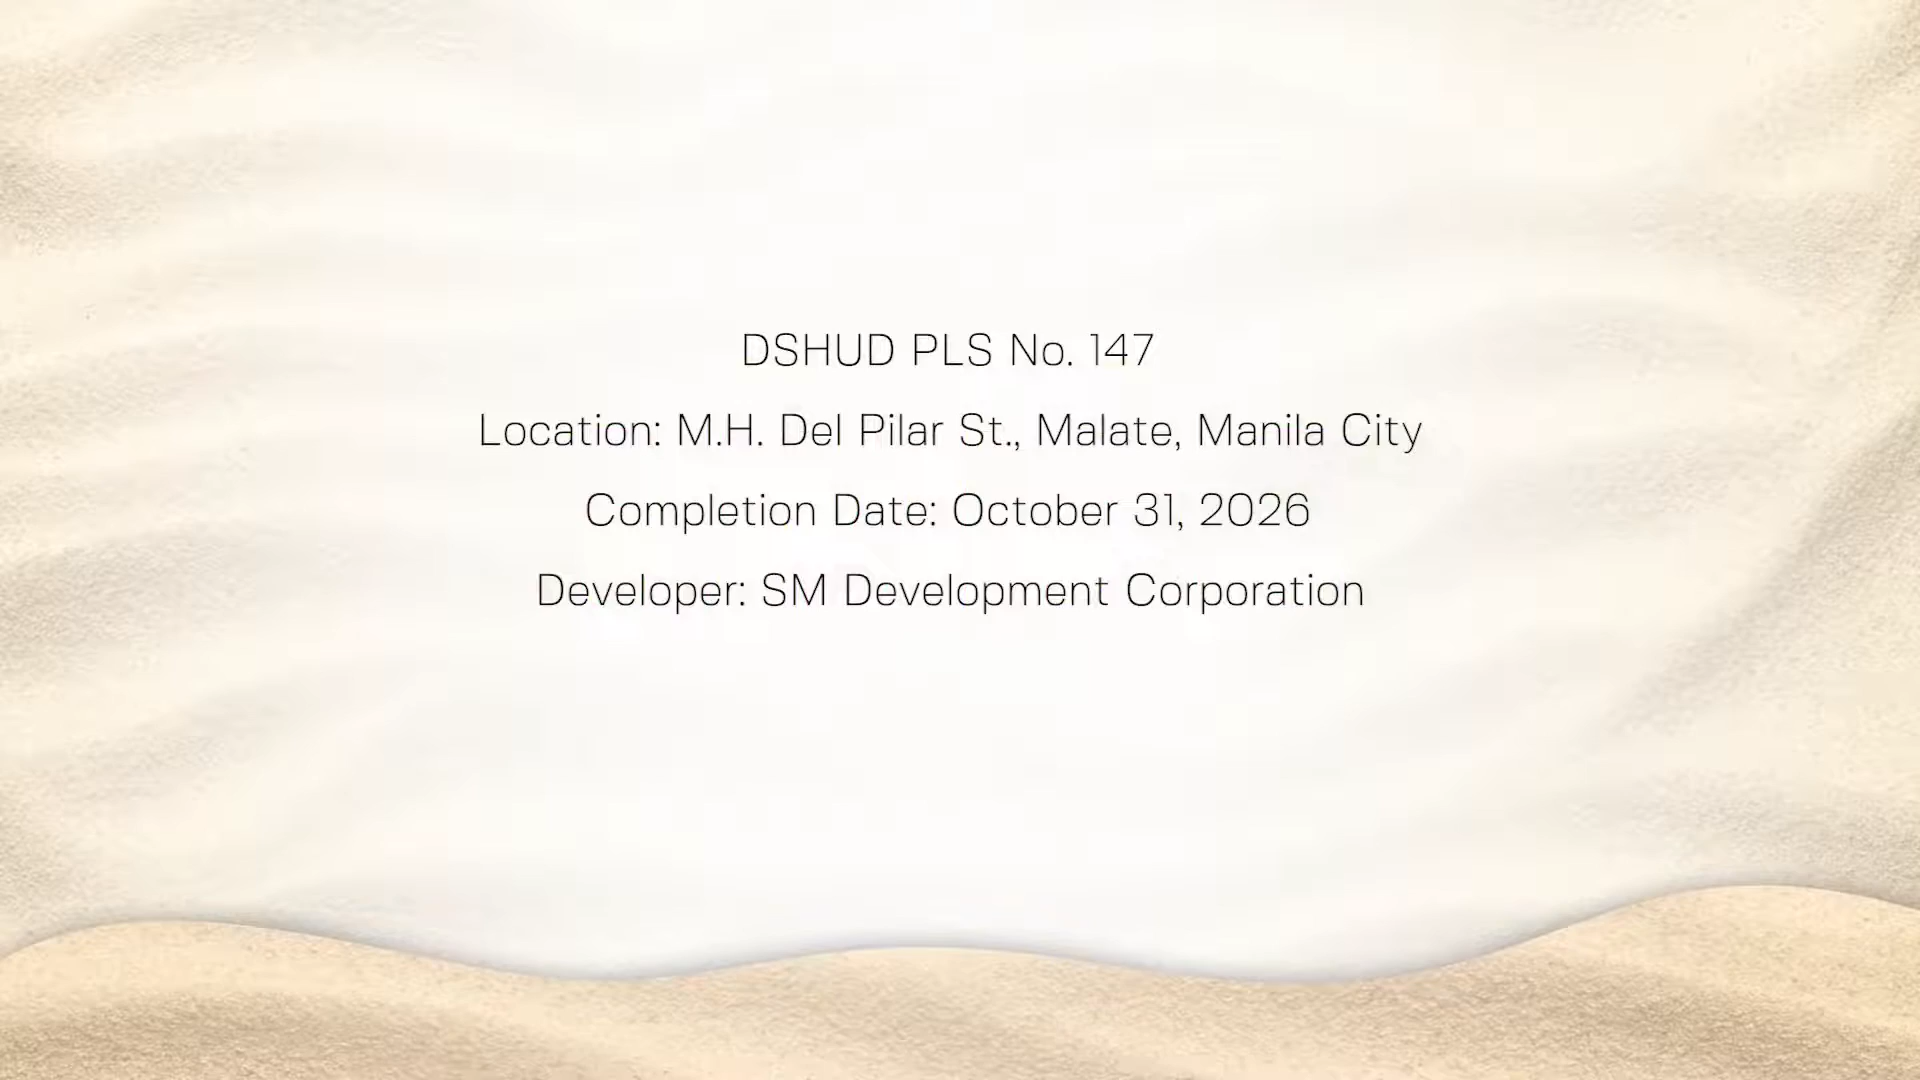 DSHUD PLS No. 147
Location: M.H. Del Pilar St., Malate, Manila City
Completion Date: October 31, 2026
Developer: SM Development Corporation